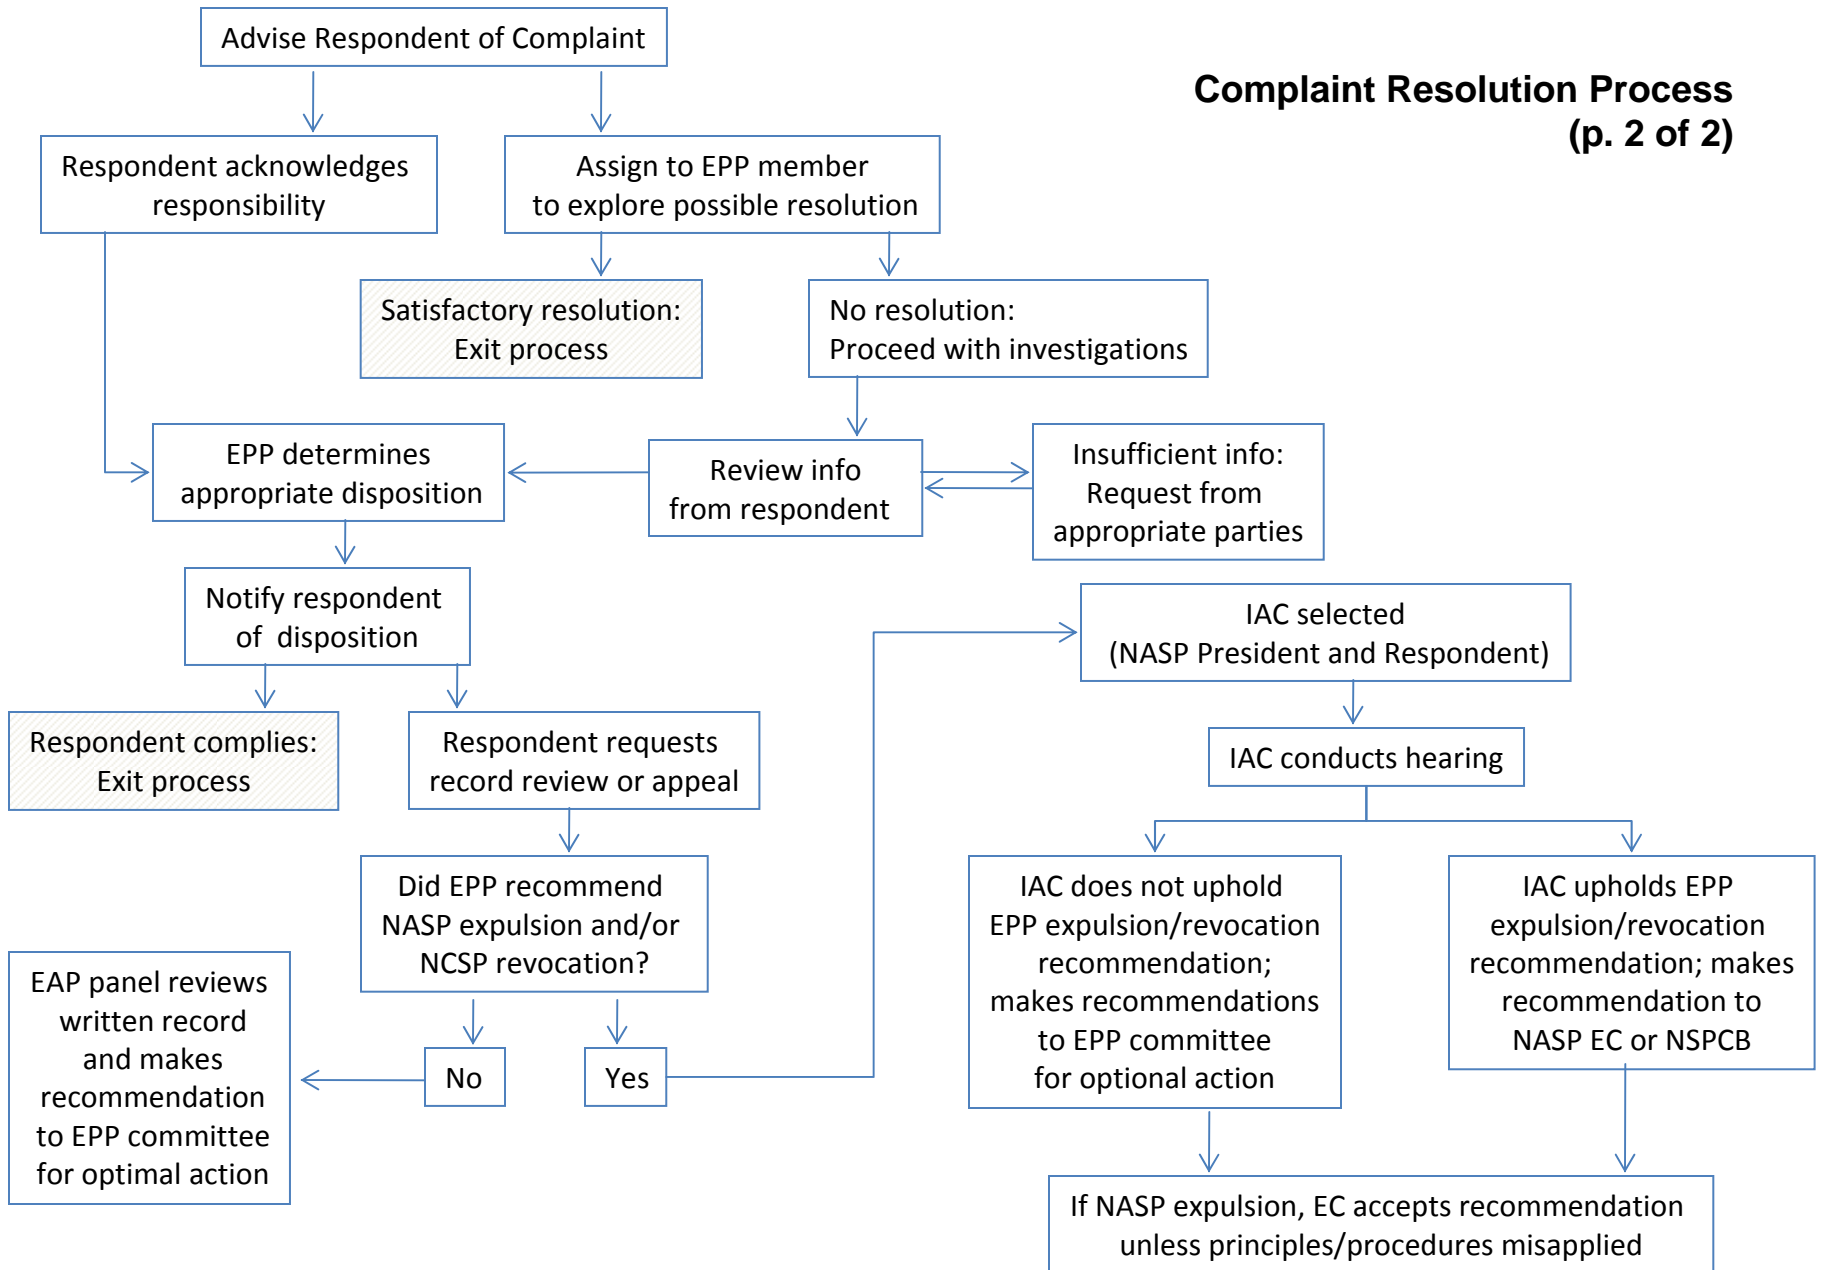 Advise Respondent of Complaint
Complaint Resolution Process
(p. 2 of 2)
Respondent acknowledges
responsibility
Assign to EPP member
to explore possible resolution
Satisfactory resolution:
Exit process
No resolution:
Proceed with investigations
EPP determines
appropriate disposition
Review info
from respondent
Insufficient info:
Request from
appropriate parties
Notify respondent
of disposition
IAC selected
(NASP President and Respondent)
Respondent complies:
Exit process
Respondent requests
record review or appeal
IAC conducts hearing
Did EPP recommend
NASP expulsion and/or
NCSP revocation?
IAC does not uphold
EPP expulsion/revocation
recommendation;
makes recommendations
to EPP committee
for optional action
IAC upholds EPP
expulsion/revocation
recommendation; makes
recommendation to
NASP EC or NSPCB
EAP panel reviews
written record
and makes
recommendation
to EPP committee
for optimal action
No
Yes
If NASP expulsion, EC accepts recommendation
unless principles/procedures misapplied